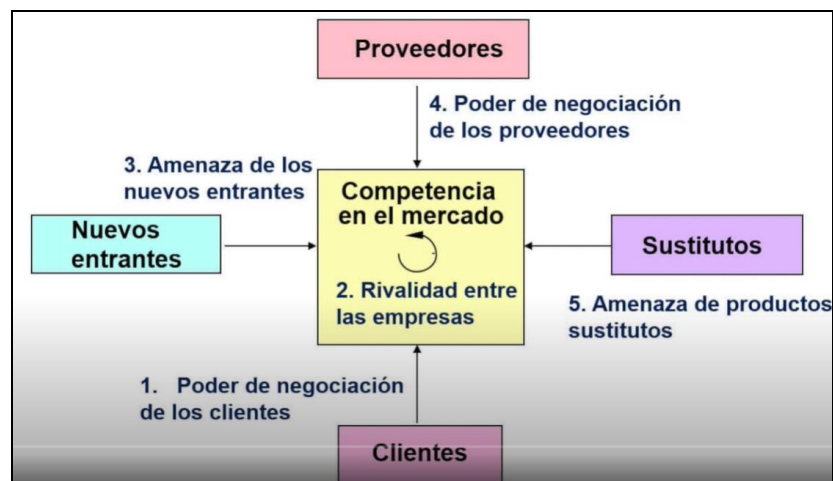 Proveedores
4. Poder de negociación
de los proveedores
3. Amenaza de los
nuevos entrantes
Competencia
en el mercado
Nuevos
entrantes
Sustitutos
2. Rivalidad entre
las empresas
5. Amenaza de productos
sustitutos
1. Poder de negociación
de los clientes
Clientes